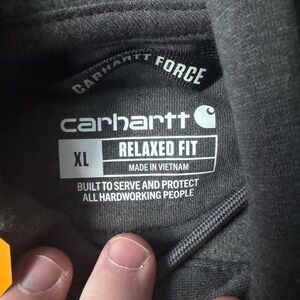 CARHARTT FORCE
carhartt
XL RELAXED FIT
MADE IN VIETNAM
BUILT TO SERVE AND PROTECT
ALL HARDWORKING PEOPLE